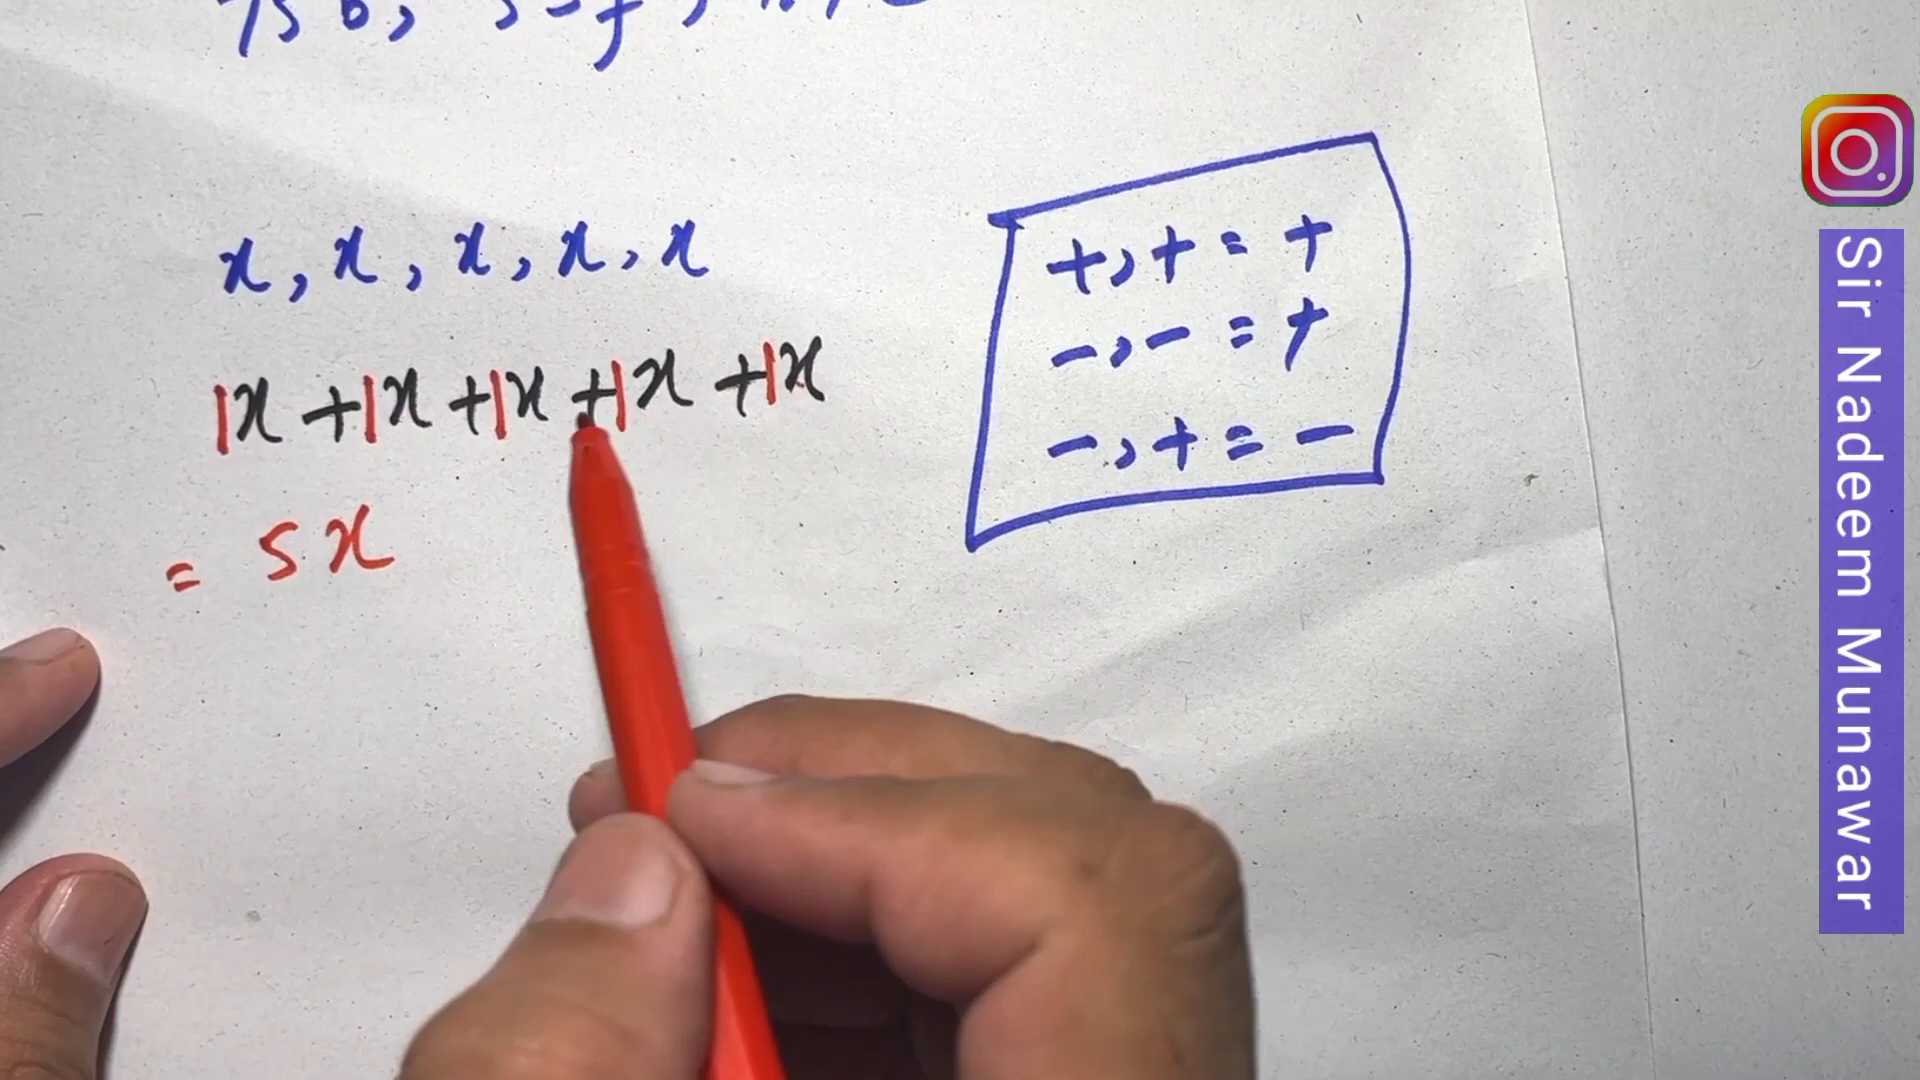 x, x, x, x, x
1x + 1x + 1x + 1x + 1x
= 5x
+, + = +
-, - = +
-, + = -
Sir Nadeem Munawar